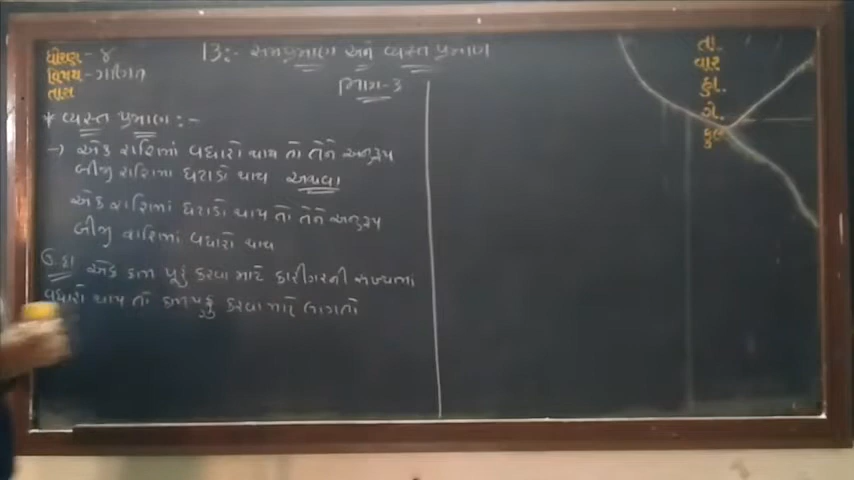 ધોરણ - ૪
વિષય - ગણિત
તાસ
13:- સમપ્રમાણ અને વ્યસ્ત પ્રમાણ
ભાગ-3
* વ્યસ્ત પ્રમાણ :-
→ એક રાશિમાં વધારો થાય તો તેને અનુરૂપ
બીજી રાશિમાં ઘટાડો થાય અથવા
એક રાશિમાં ઘટાડો થાય તો તેને અનુરૂપ
બીજી રાશિમાં વધારો થાય
ઉ.દા એક કામ પૂરું કરવા માટે કારીગરની સંખ્યામાં
વધારો થાય તો કામ પૂરું કરવા માટે લાગતો
તા.
વાર
હા.
ગે.
કુલ